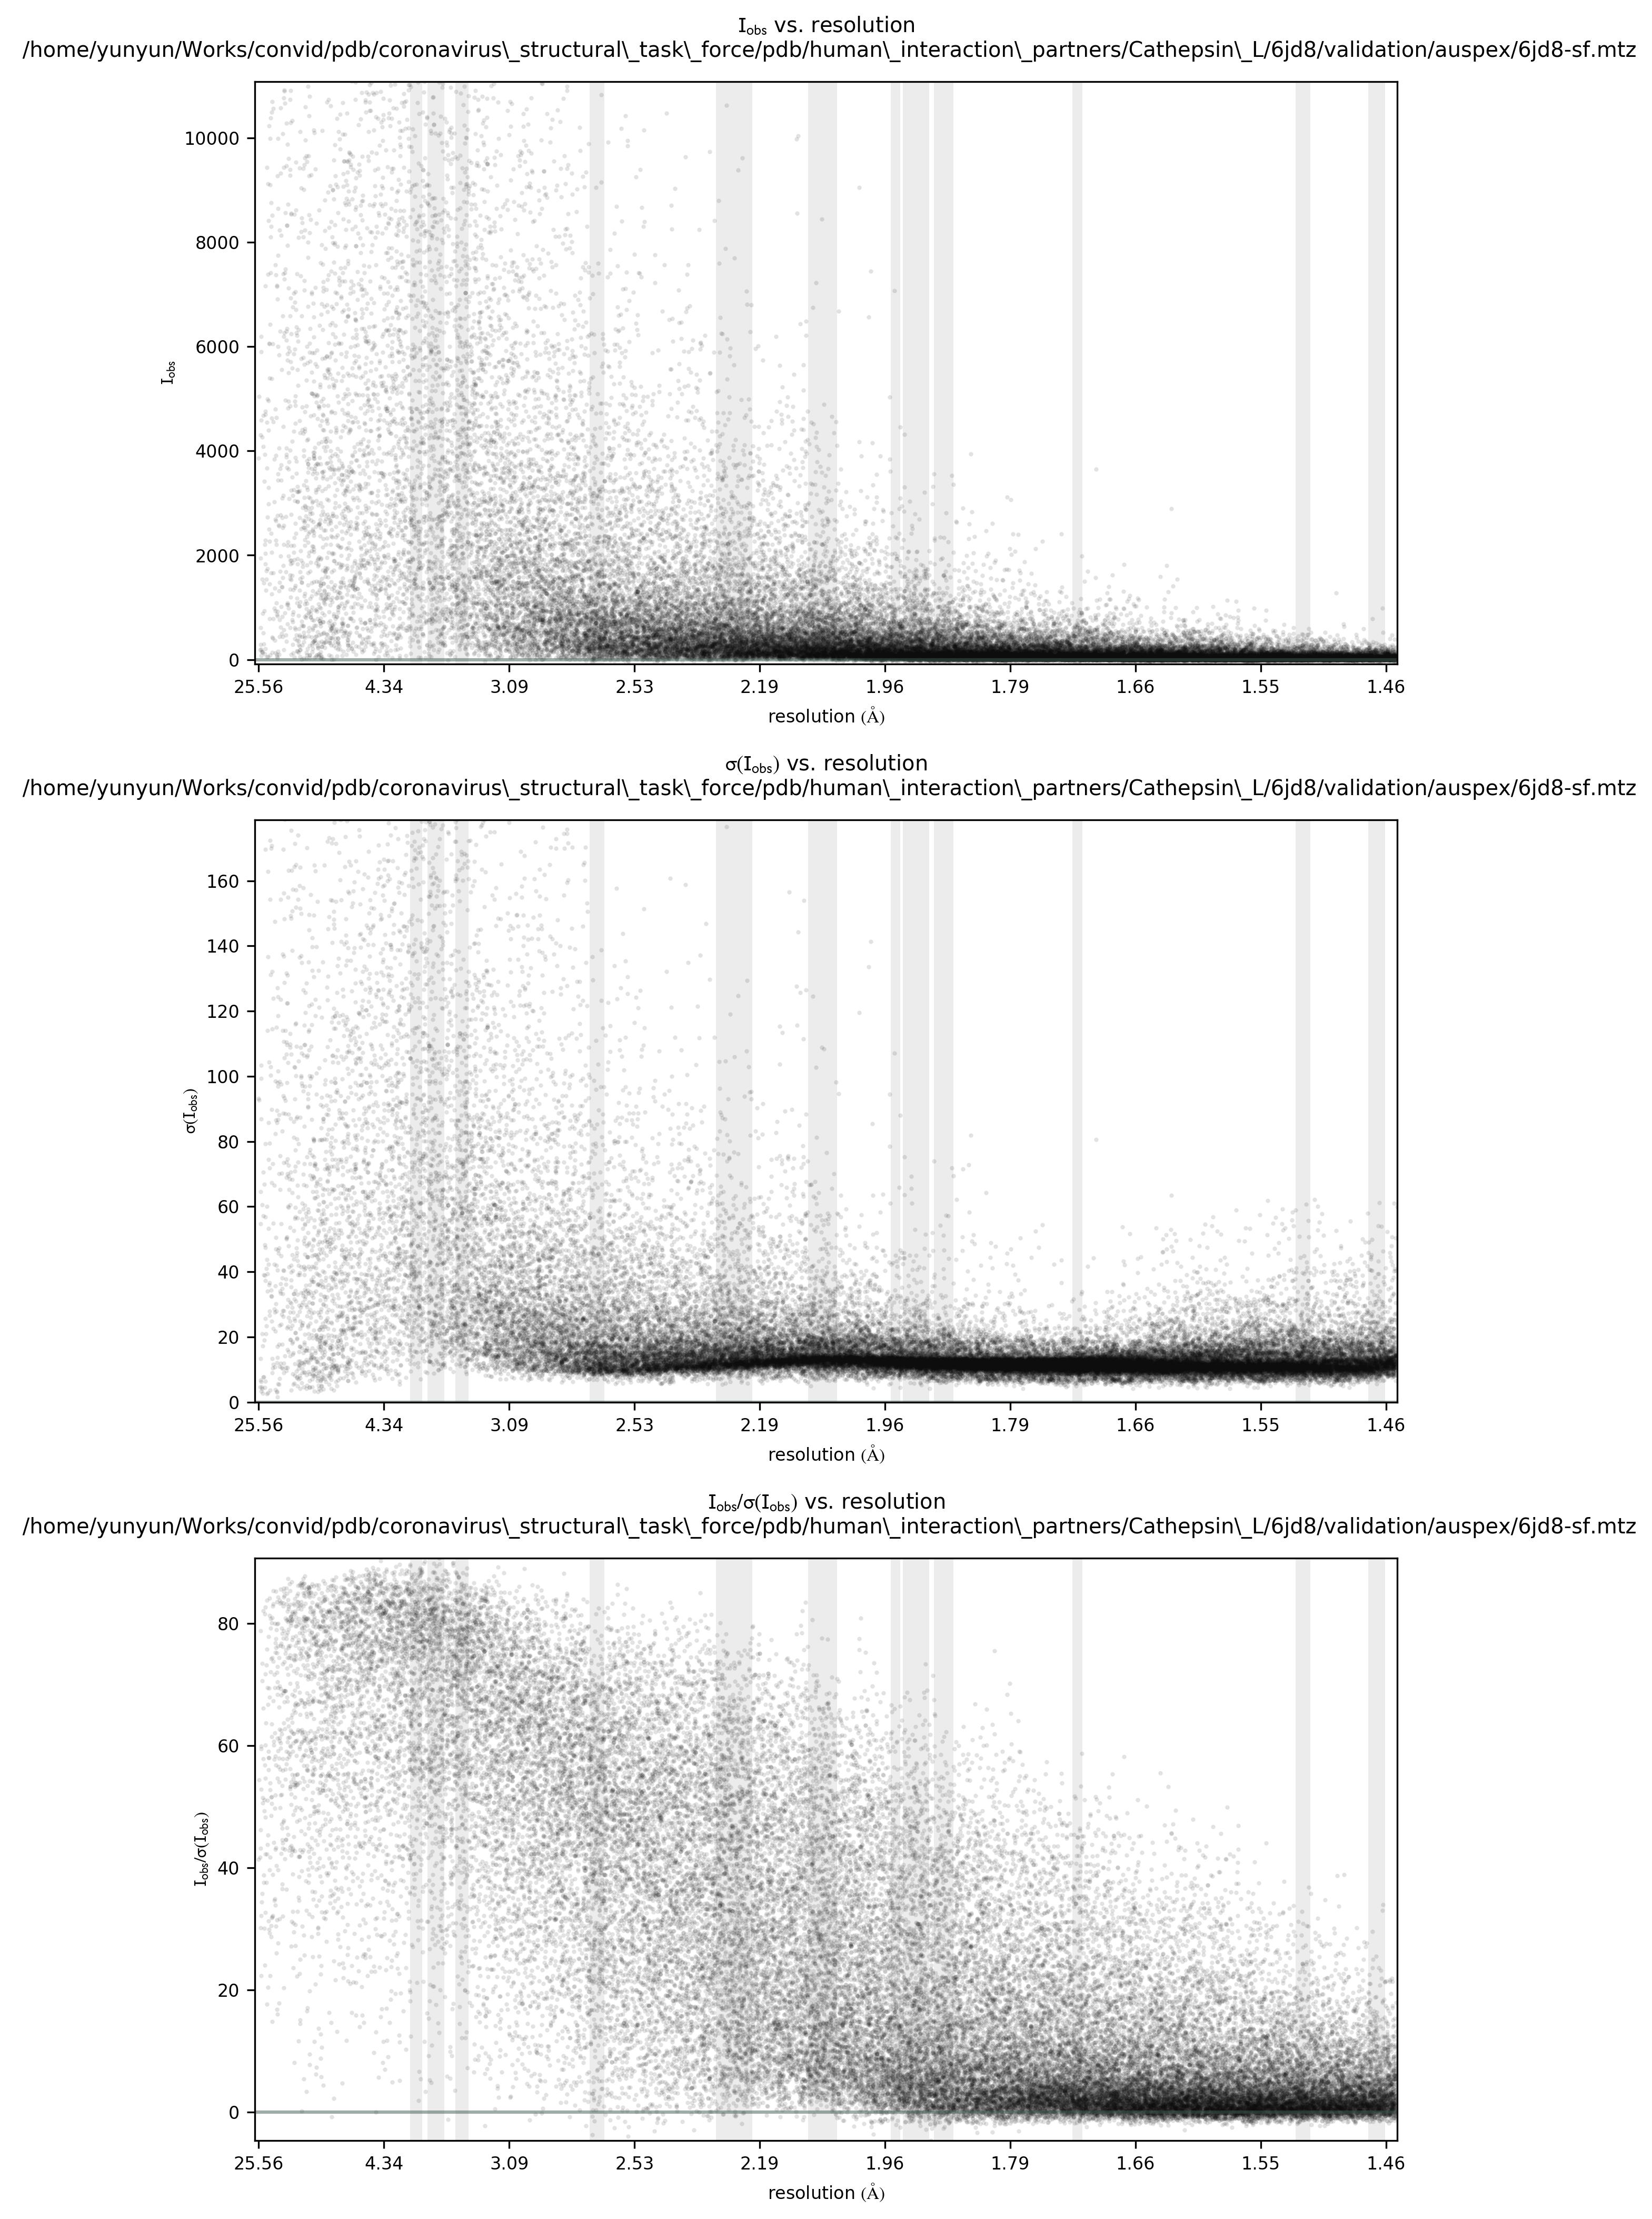 Iobs vs. resolution
/home/yunyun/Works/convid/pdb/coronavirus\_structural\_task\_force/pdb/human\_interaction\_partners/Cathepsin\_L/6jd8/validation/auspex/6jd8-sf.mtz
10000
8000
6000
4000
2000
0
Iobs
25.56 4.34 3.09 2.53 2.19 1.96 1.79 1.66 1.55 1.46
resolution (Å)
σ(Iobs) vs. resolution
/home/yunyun/Works/convid/pdb/coronavirus\_structural\_task\_force/pdb/human\_interaction\_partners/Cathepsin\_L/6jd8/validation/auspex/6jd8-sf.mtz
160
140
120
100
80
60
40
20
0
σ(Iobs)
25.56 4.34 3.09 2.53 2.19 1.96 1.79 1.66 1.55 1.46
resolution (Å)
Iobs/σ(Iobs) vs. resolution
/home/yunyun/Works/convid/pdb/coronavirus\_structural\_task\_force/pdb/human\_interaction\_partners/Cathepsin\_L/6jd8/validation/auspex/6jd8-sf.mtz
80
60
40
20
0
Iobs/σ(Iobs)
25.56 4.34 3.09 2.53 2.19 1.96 1.79 1.66 1.55 1.46
resolution (Å)